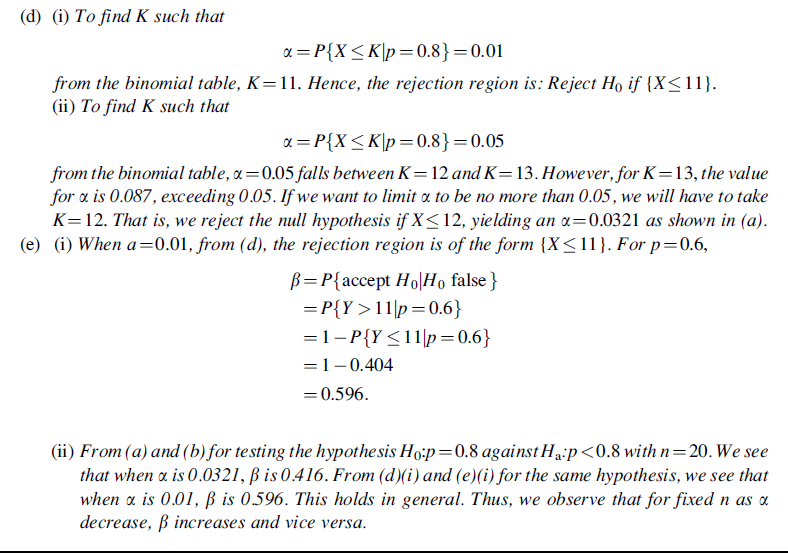 (d) (i) To find K such that
α=P{X≤K|p=0.8}=0.01
from the binomial table, K=11. Hence, the rejection region is: Reject H₀ if {X≤11}.
(ii) To find K such that
α=P{X≤K|p=0.8}=0.05
from the binomial table, α=0.05 falls between K=12 and K=13. However, for K=13, the value
for α is 0.087, exceeding 0.05. If we want to limit α to be no more than 0.05, we will have to take
K=12. That is, we reject the null hypothesis if X≤12, yielding an α=0.0321 as shown in (a).
(e) (i) When a=0.01, from (d), the rejection region is of the form {X≤11}. For p=0.6,
β=P{accept H₀|H₀ false}
=P{Y>11|p=0.6}
=1−P{Y≤11|p=0.6}
=1−0.404
=0.596.
(ii) From (a) and (b) for testing the hypothesis H₀:p=0.8 against Hₐ:p<0.8 with n=20. We see
that when α is 0.0321, β is 0.416. From (d)(i) and (e)(i) for the same hypothesis, we see that
when α is 0.01, β is 0.596. This holds in general. Thus, we observe that for fixed n as α
decrease, β increases and vice versa.